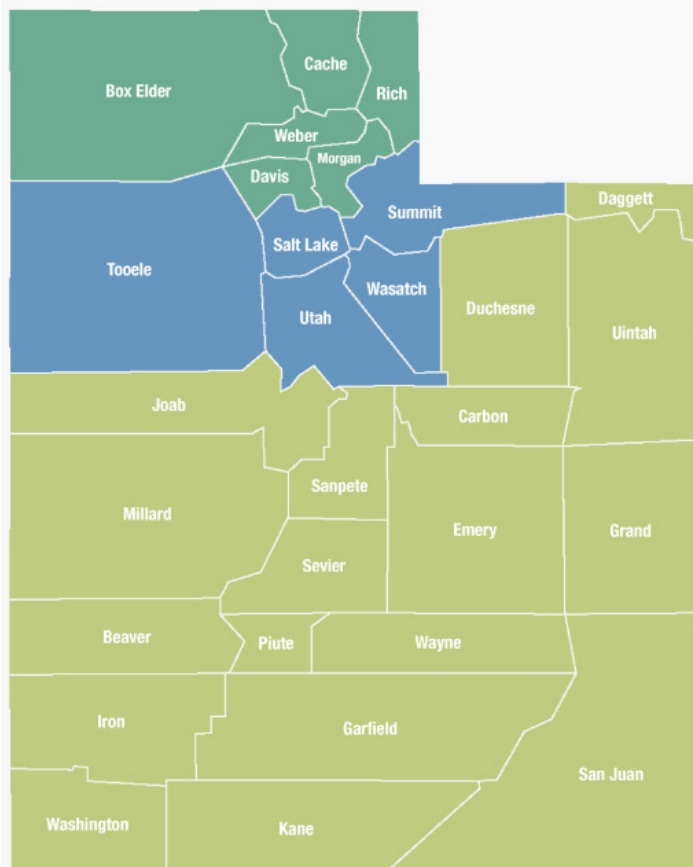 Cache
Box Elder
Rich
Weber
Morgan
Davis
Daggett
Summit
Salt Lake
Tooele
Wasatch
Duchesne
Utah
Uintah
Joab
Carbon
Sanpete
Millard
Emery
Grand
Sevier
Beaver
Piute
Wayne
Iron
Garfield
San Juan
Washington
Kane